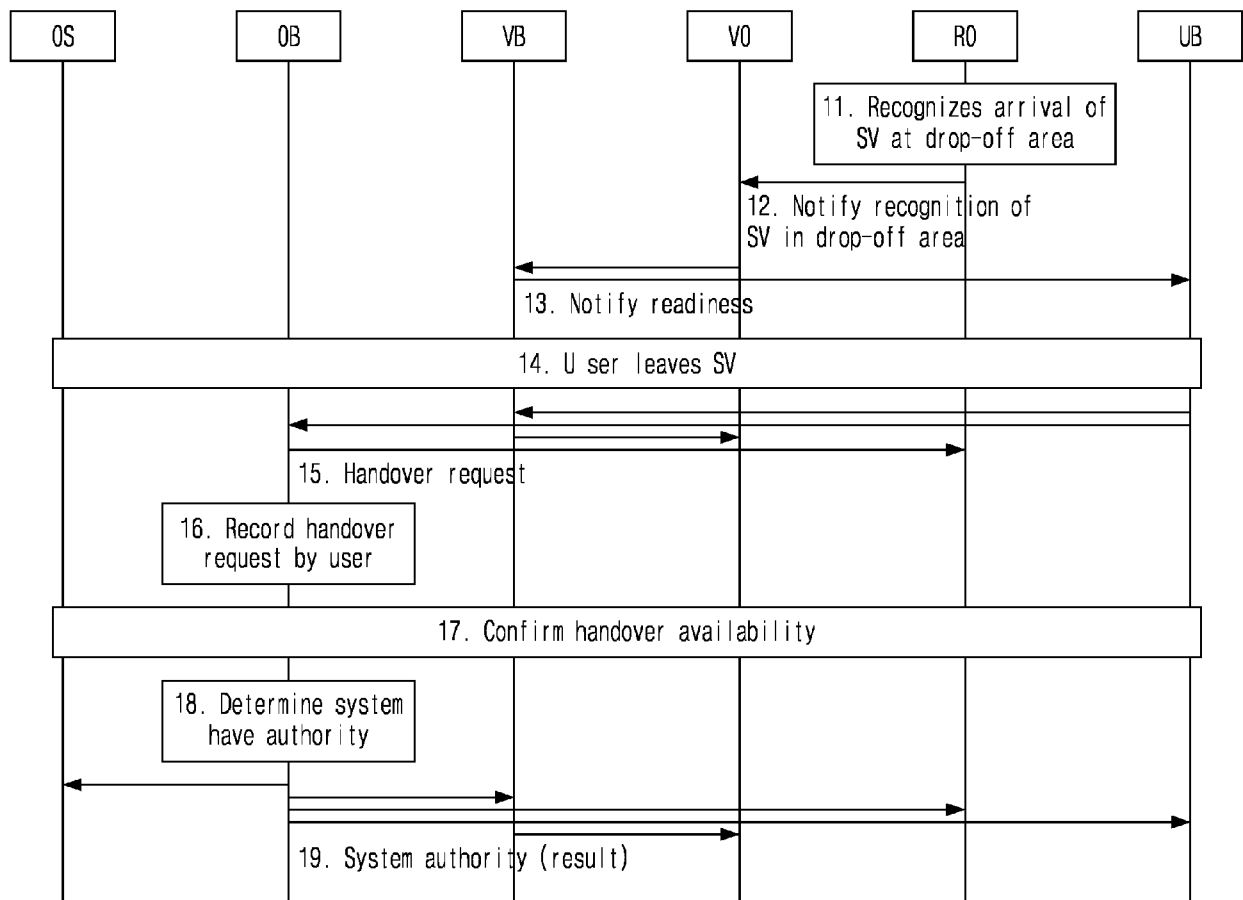 OS
OB
VB
VO
RO
UB
11. Recognizes arrival of
SV at drop-off area
12. Notify recognition of
SV in drop-off area
13. Notify readiness
14. U ser leaves SV
15. Handover request
16. Record handover
request by user
17. Confirm handover availability
18. Determine system
have authority
19. System authority (result)